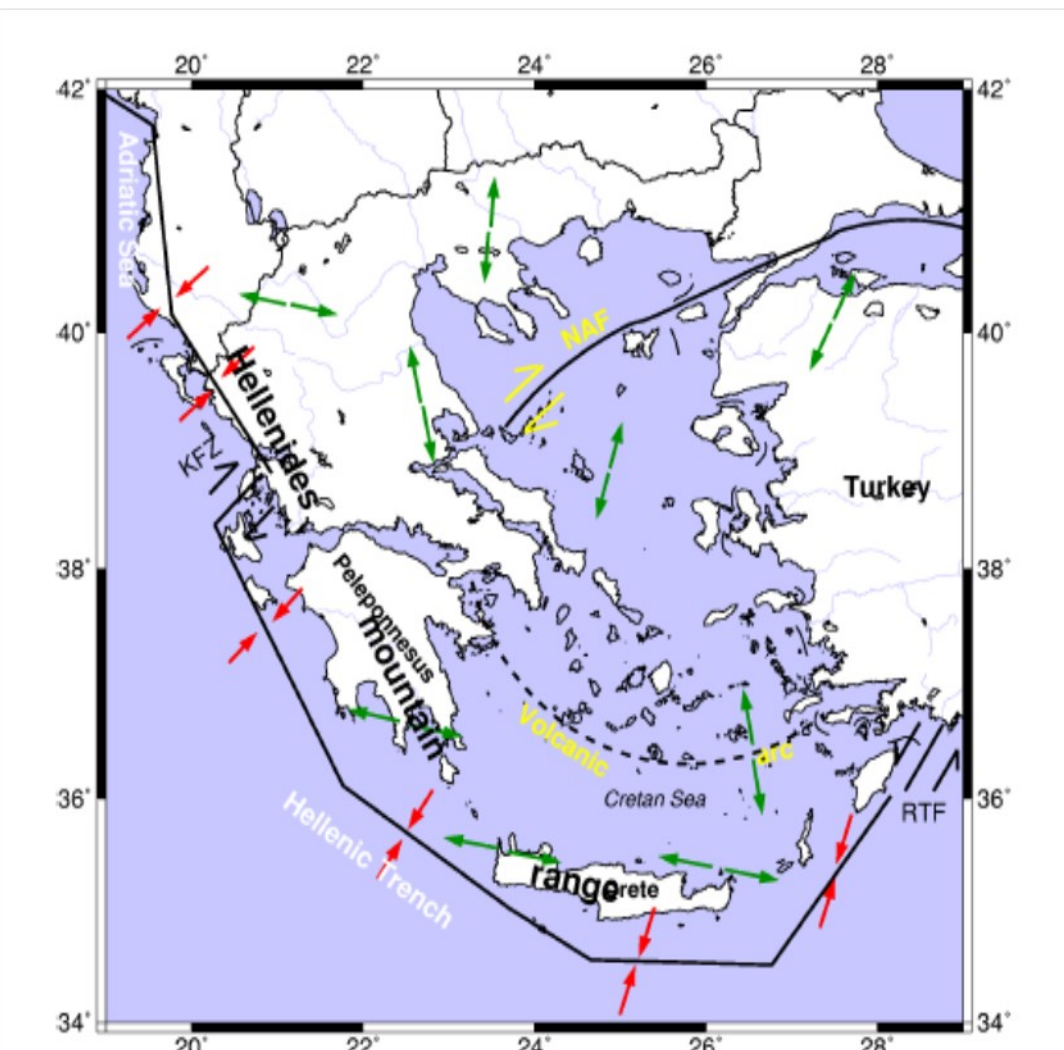 20° 22° 24° 26° 28°
42° 42°
Adriatic Sea
40° 40°
NAF
Hellenides
KFZ
Turkey
38° 38°
Peleponnesus
mountain
Volcanic arc
36° 36°
Cretan Sea
RTF
Hellenic Trench
range
rete
34° 34°
20° 22° 24° 26° 28°